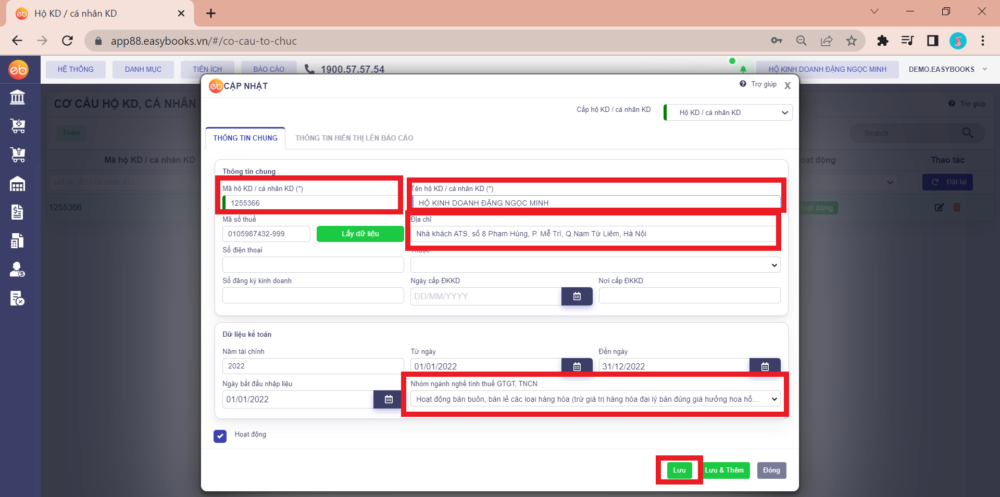 Hộ KD / cá nhân KD
app88.easybooks.vn/#/co-cau-to-chuc
eb
HỆ THỐNG
DANH MỤC
TIỆN ÍCH
BÁO CÁO
1900.57.57.54
HỘ KINH DOANH ĐẶNG NGỌC MINH
DEMO.EASYBOOKS
CƠ CẤU HỘ KD, CÁ NHÂN
Trợ giúp
Thêm
Search
Mã hộ KD / cá nhân KD
oạt động
Thao tác
Mã hộ KD / cá nhân KD
Đặt lại
1255366
oạt động
eb CẬP NHẬT
Trợ giúp
X
Cấp hộ KD / cá nhân KD
Hộ KD / cá nhân KD
THÔNG TIN CHUNG
THÔNG TIN HIỂN THỊ LÊN BÁO CÁO
Thông tin chung
Mã hộ KD / cá nhân KD (*)
Tên hộ KD / cá nhân KD (*)
1255366
HỘ KINH DOANH ĐẶNG NGỌC MINH
Mã số thuế
Địa chỉ
0105987432-999
Lấy dữ liệu
Nhà khách ATS, số 8 Phạm Hùng, P. Mễ Trì, Q.Nam Từ Liêm, Hà Nội
Số điện thoại
Thuộc
Số đăng ký kinh doanh
Ngày cấp ĐKKD
Nơi cấp ĐKKD
DD/MM/YYYY
Dữ liệu kế toán
Năm tài chính
Từ ngày
Đến ngày
2022
01/01/2022
31/12/2022
Ngày bắt đầu nhập liệu
Nhóm ngành nghề tính thuế GTGT, TNCN
01/01/2022
Hoạt động bán buôn, bán lẻ các loại hàng hóa (trừ giá trị hàng hóa đại lý bán đúng giá hưởng hoa hồ...
Hoạt động
Lưu
Lưu & Thêm
Đóng